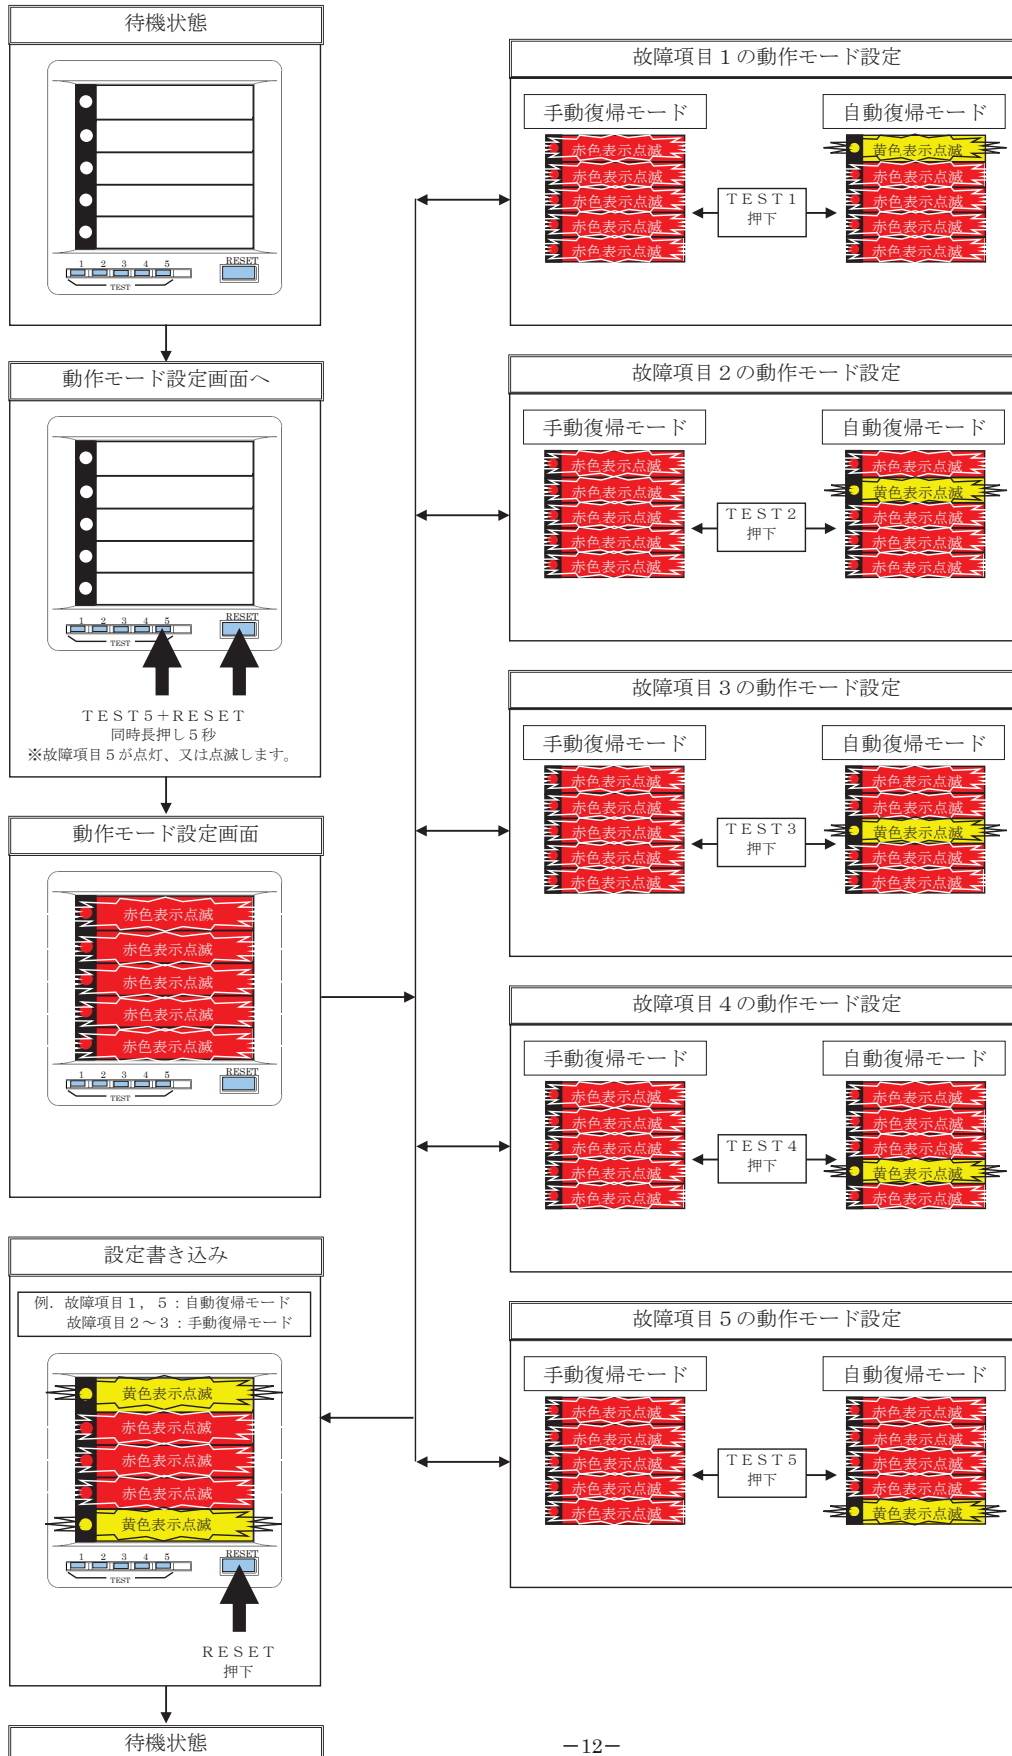 待機状態
1 2 3 4 5
RESET
TEST
動作モード設定画面へ
1 2 3 4 5
RESET
TEST
TEST5+RESET
同時長押し5秒
※故障項目5が点灯、又は点滅します。
動作モード設定画面
赤色表示点滅
赤色表示点滅
赤色表示点滅
赤色表示点滅
赤色表示点滅
1 2 3 4 5
RESET
TEST
設定書き込み
例. 故障項目1, 5:自動復帰モード
故障項目2~3:手動復帰モード
黄色表示点滅
赤色表示点滅
赤色表示点滅
赤色表示点滅
黄色表示点滅
1 2 3 4 5
RESET
TEST
RESET
押下
待機状態
故障項目1の動作モード設定
手動復帰モード
赤色表示点滅
赤色表示点滅
赤色表示点滅
赤色表示点滅
赤色表示点滅
TEST1
押下
自動復帰モード
黄色表示点滅
赤色表示点滅
赤色表示点滅
赤色表示点滅
赤色表示点滅
故障項目2の動作モード設定
手動復帰モード
赤色表示点滅
赤色表示点滅
赤色表示点滅
赤色表示点滅
赤色表示点滅
TEST2
押下
自動復帰モード
赤色表示点滅
黄色表示点滅
赤色表示点滅
赤色表示点滅
赤色表示点滅
故障項目3の動作モード設定
手動復帰モード
赤色表示点滅
赤色表示点滅
赤色表示点滅
赤色表示点滅
赤色表示点滅
TEST3
押下
自動復帰モード
赤色表示点滅
赤色表示点滅
黄色表示点滅
赤色表示点滅
赤色表示点滅
故障項目4の動作モード設定
手動復帰モード
赤色表示点滅
赤色表示点滅
赤色表示点滅
赤色表示点滅
赤色表示点滅
TEST4
押下
自動復帰モード
赤色表示点滅
赤色表示点滅
赤色表示点滅
黄色表示点滅
赤色表示点滅
故障項目5の動作モード設定
手動復帰モード
赤色表示点滅
赤色表示点滅
赤色表示点滅
赤色表示点滅
赤色表示点滅
TEST5
押下
自動復帰モード
赤色表示点滅
赤色表示点滅
赤色表示点滅
赤色表示点滅
黄色表示点滅
-12-